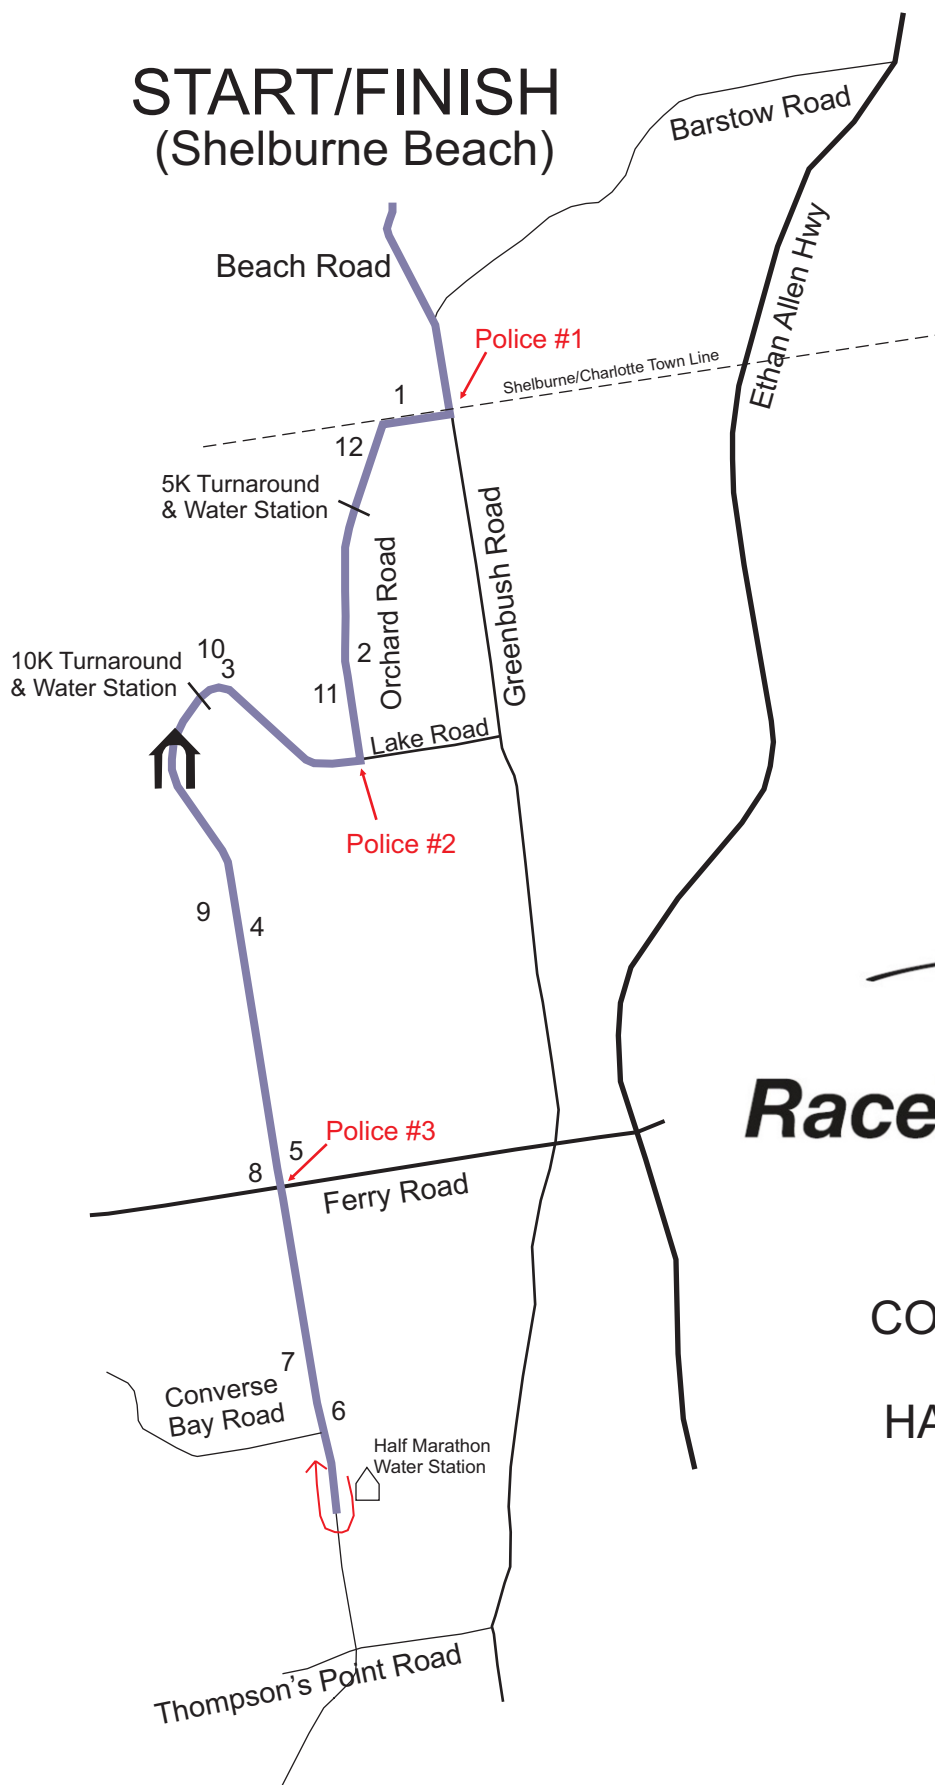 START/FINISH
(Shelburne Beach)
Barstow Road
Ethan Allen Hwy
Beach Road
Police #1
Shelburne/Charlotte Town Line
1
12
5K Turnaround
& Water Station
Orchard Road
Greenbush Road
2
10
3
10K Turnaround
& Water Station
11
Lake Road
Police #2
9
4
Race
Police #3
5
8
Ferry Road
CO
7
Converse
Bay Road
6
HA
Half Marathon
Water Station
Thompson's Point Road